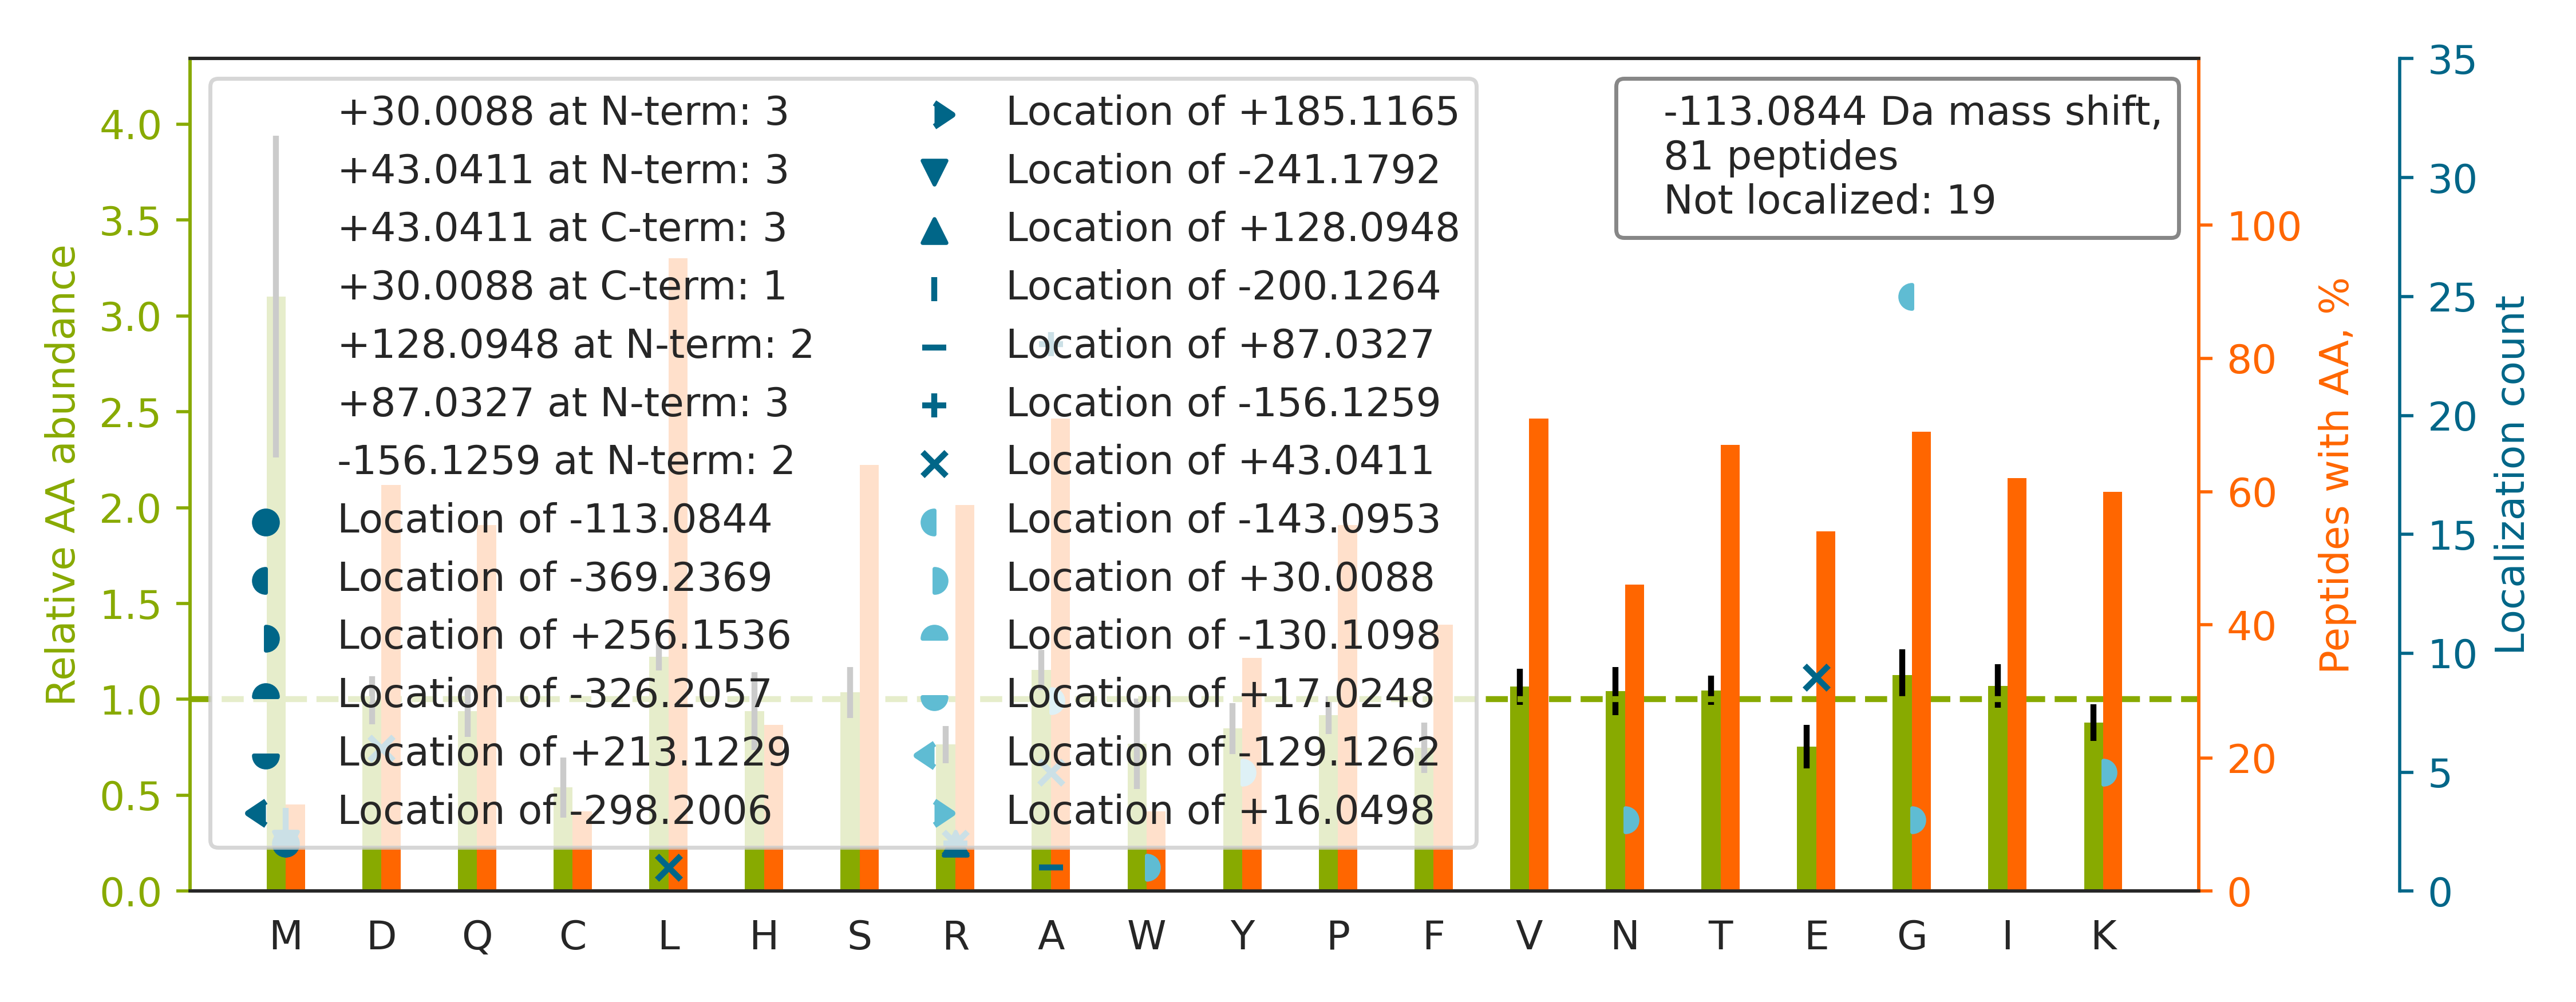 +30.0088 at N-term: 3
+43.0411 at N-term: 3
+43.0411 at C-term: 3
+30.0088 at C-term: 1
+128.0948 at N-term: 2
+87.0327 at N-term: 3
-156.1259 at N-term: 2
Location of -113.0844
Location of -369.2369
Location of +256.1536
Location of -326.2057
Location of +213.1229
Location of -298.2006
Location of +185.1165
Location of -241.1792
Location of +128.0948
Location of -200.1264
Location of +87.0327
Location of -156.1259
Location of +43.0411
Location of -143.0953
Location of +30.0088
Location of -130.1098
Location of +17.0248
Location of -129.1262
Location of +16.0498
-113.0844 Da mass shift,
81 peptides
Not localized: 19
Relative AA abundance
4.0
3.5
3.0
2.5
2.0
1.5
1.0
0.5
0.0
M D Q C L H S R A W Y P F V N T E G I K
100
80
60
40
20
0
Peptides with AA, %
35
30
25
20
15
10
5
0
Localization count